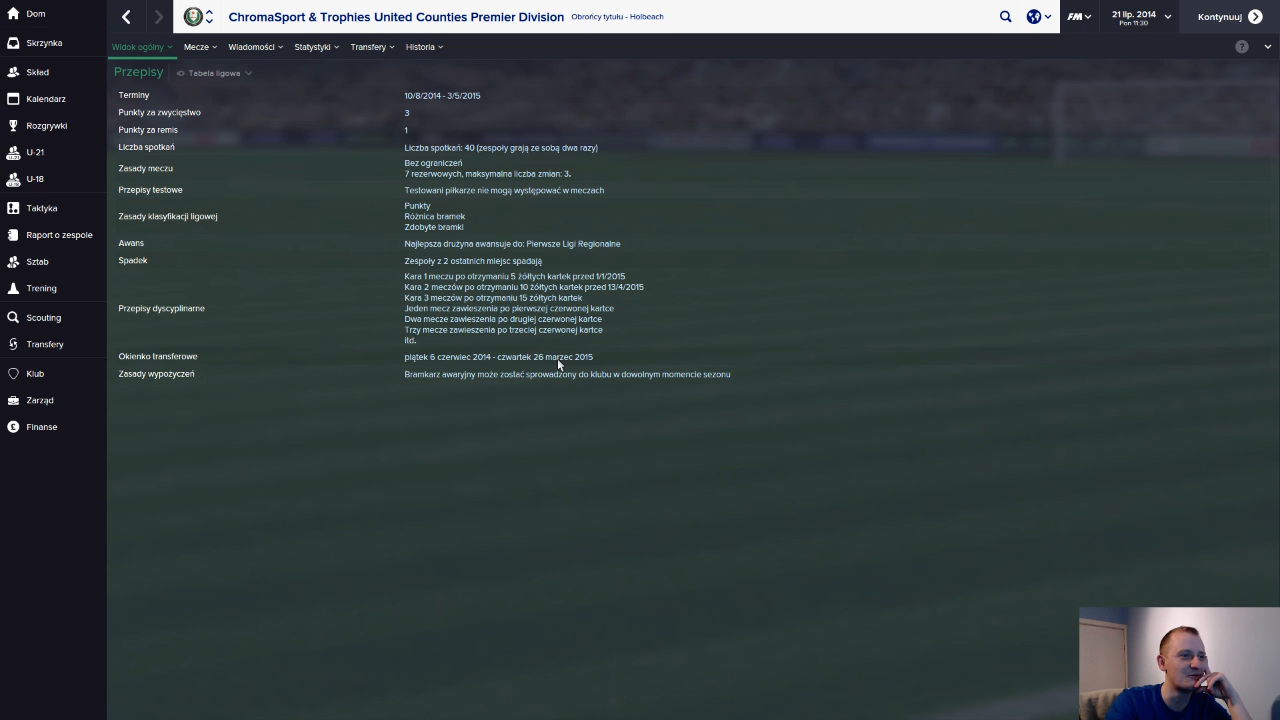 Dom
Skrzynka
Skład
Kalendarz
Rozgrywki
U-21
U-18
Taktyka
Raport o zespole
Sztab
Trening
Scouting
Transfery
Klub
Zarząd
Finanse
ChromaSport & Trophies United Counties Premier Division
Obrońcy tytułu - Holbeach
FM
21 lip. 2014
Pon 11:30
Kontynuuj
Widok ogólny
Mecze
Wiadomości
Statystyki
Transfery
Historia
?
Przepisy
Tabela ligowa
Terminy
10/8/2014 - 3/5/2015
Punkty za zwycięstwo
3
Punkty za remis
1
Liczba spotkań
Liczba spotkań: 40 (zespoły grają ze sobą dwa razy)
Zasady meczu
Bez ograniczeń
7 rezerwowych, maksymalna liczba zmian: 3.
Przepisy testowe
Testowani piłkarze nie mogą występować w meczach
Zasady klasyfikacji ligowej
Punkty
Różnica bramek
Zdobyte bramki
Awans
Najlepsza drużyna awansuje do: Pierwsze Ligi Regionalne
Spadek
Zespoły z 2 ostatnich miejsc spadają
Przepisy dyscyplinarne
Kara 1 meczu po otrzymaniu 5 żółtych kartek przed 1/1/2015
Kara 2 meczów po otrzymaniu 10 żółtych kartek przed 13/4/2015
Kara 3 meczów po otrzymaniu 15 żółtych kartek
Jeden mecz zawieszenia po pierwszej czerwonej kartce
Dwa mecze zawieszenia po drugiej czerwonej kartce
Trzy mecze zawieszenia po trzeciej czerwonej kartce
itd.
Okienko transferowe
piątek 6 czerwiec 2014 - czwartek 26 marzec 2015
Zasady wypożyczeń
Bramkarz awaryjny może zostać sprowadzony do klubu w dowolnym momencie sezonu